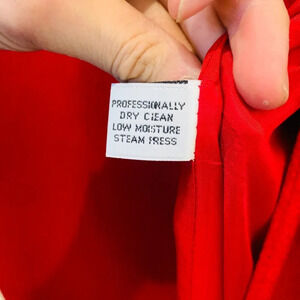 PROFESSIONALLY
DRY CLEAN
LOW MOISTURE
STEAM PRESS